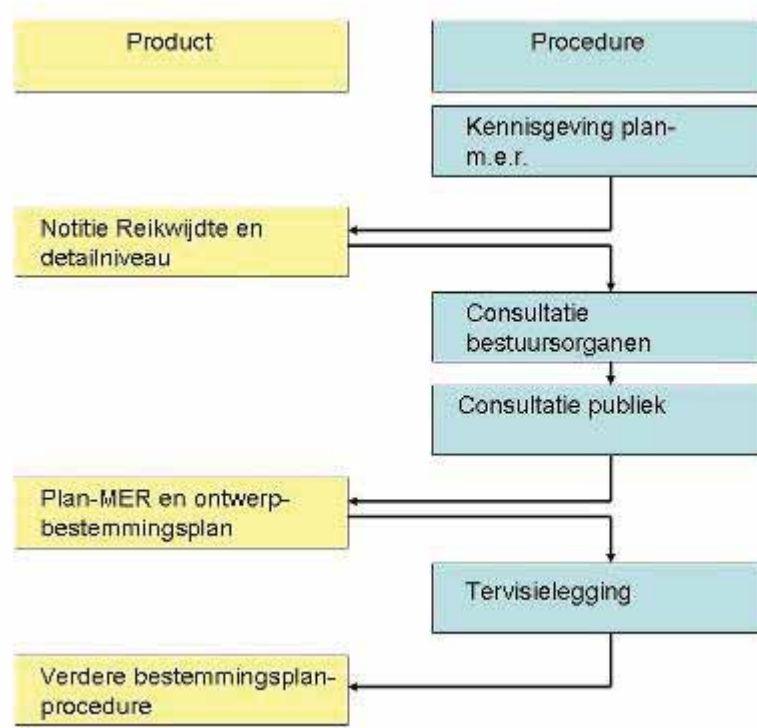 Product
Procedure
Kennisgeving plan-
m.e.r.
Notitie Reikwijdte en
detailniveau
Consultatie
bestuursorganen
Consultatie publiek
Plan-MER en ontwerp-
bestemmingsplan
Tervisielegging
Verdere bestemmingsplan-
procedure